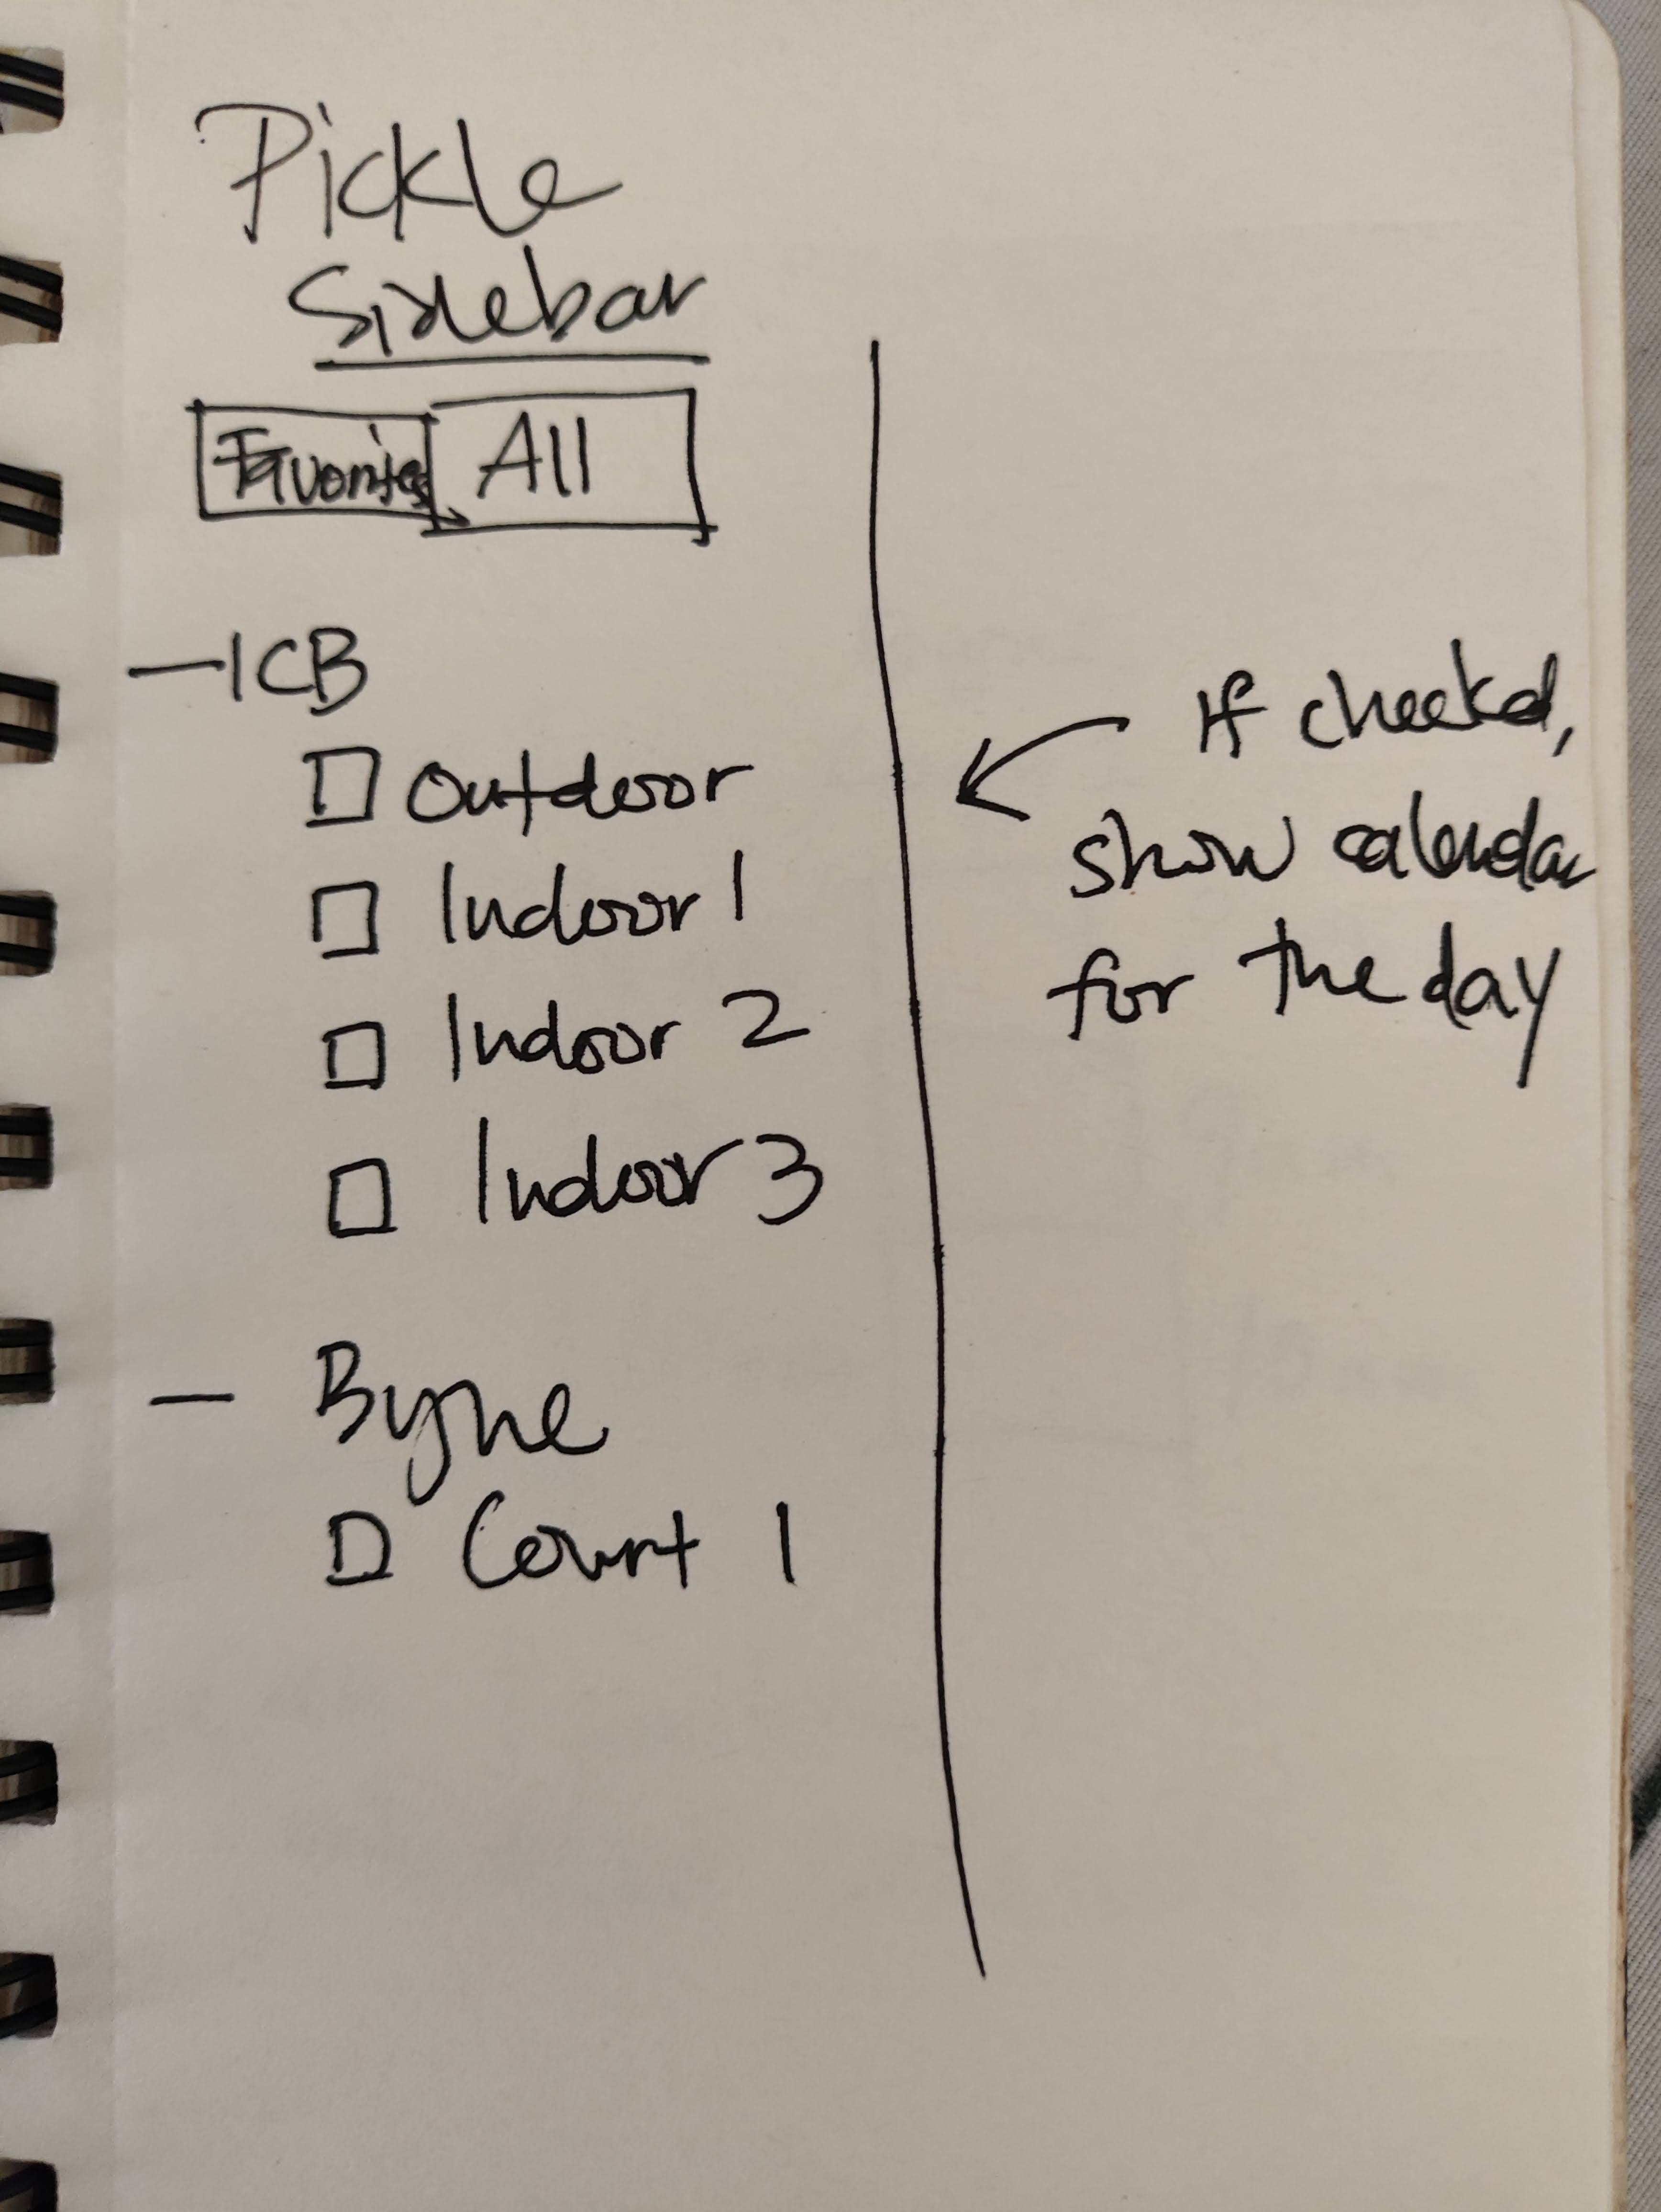 Pickle
Sidebar
Favorites All
— ICB
Outdoor
Indoor 1
Indoor 2
Indoor 3
If checked,
show calendar
for the day
— Byrne
Court 1